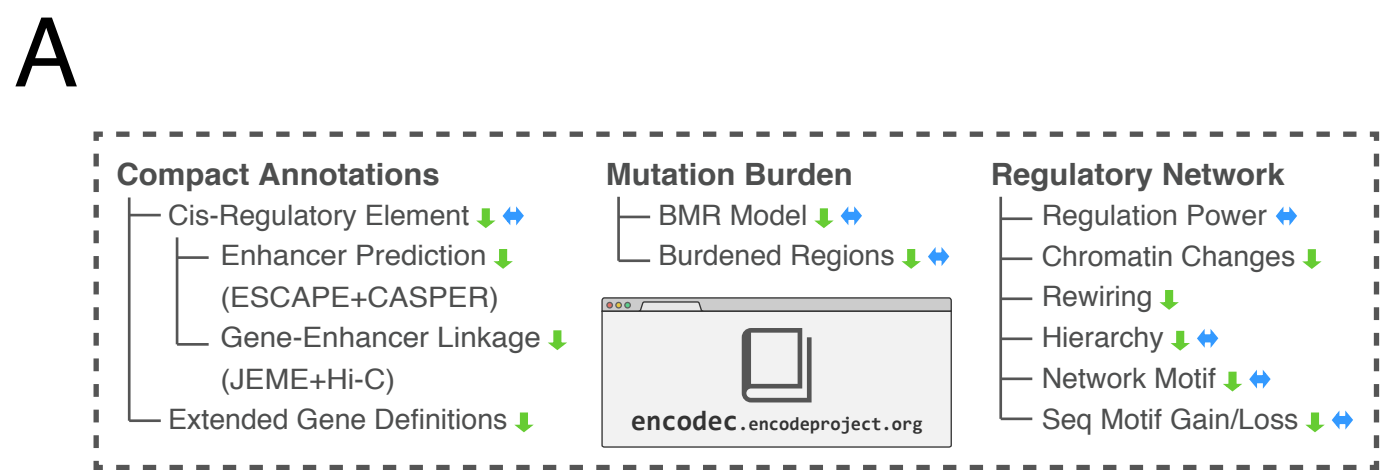 A
Compact Annotations
Cis-Regulatory Element
Enhancer Prediction
(ESCAPE+CASPER)
Gene-Enhancer Linkage
(JEME+Hi-C)
Extended Gene Definitions
Mutation Burden
BMR Model
Burdened Regions
encodec.encodeproject.org
Regulatory Network
Regulation Power
Chromatin Changes
Rewiring
Hierarchy
Network Motif
Seq Motif Gain/Loss